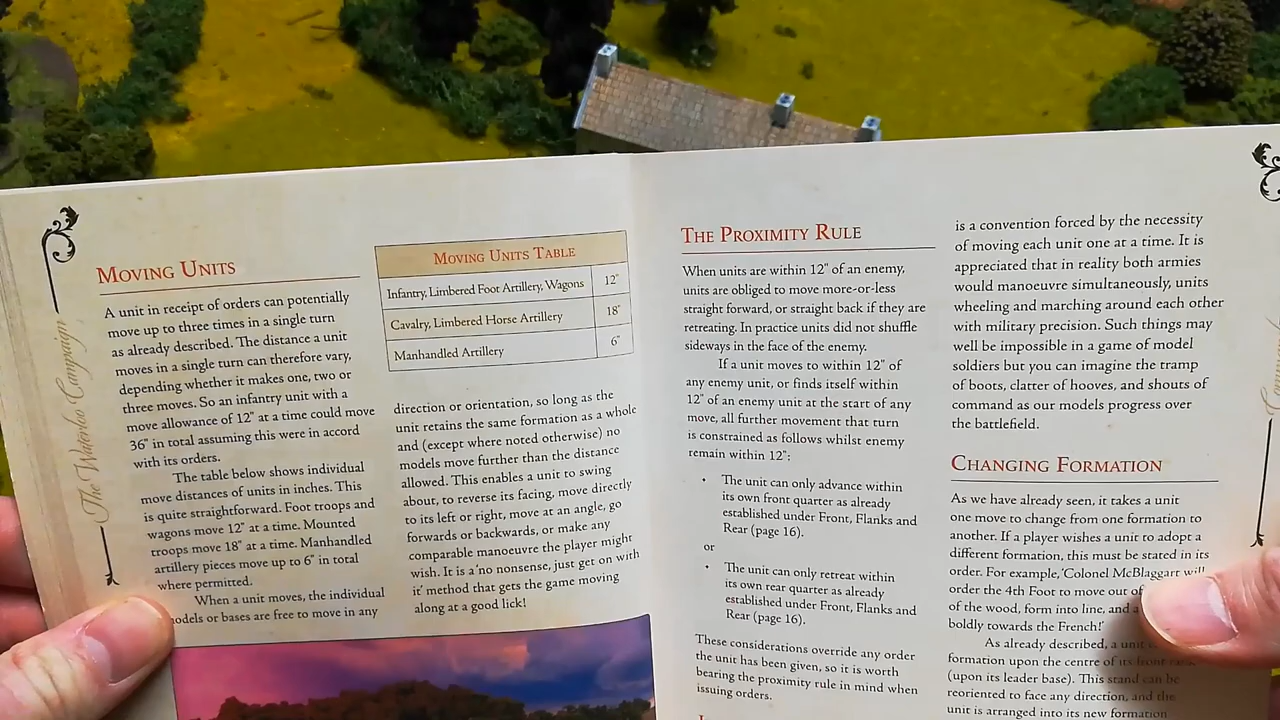 The Waterloo Campaign
MOVING UNITS
A unit in receipt of orders can potentially
move up to three times in a single turn
as already described. The distance a unit
moves in a single turn can therefore vary,
depending whether it makes one, two or
three moves. So an infantry unit with a
move allowance of 12" at a time could move
36" in total assuming this were in accord
with its orders.
The table below shows individual
move distances of units in inches. This
is quite straightforward. Foot troops and
wagons move 12" at a time. Mounted
troops move 18" at a time. Manhandled
artillery pieces move up to 6" in total
where permitted.
When a unit moves, the individual
models or bases are free to move in any
MOVING UNITS TABLE
Infantry, Limbered Foot Artillery, Wagons 12"
Cavalry, Limbered Horse Artillery 18"
Manhandled Artillery 6"
direction or orientation, so long as the
unit retains the same formation as a whole
and (except where noted otherwise) no
models move further than the distance
allowed. This enables a unit to swing
about, to reverse its facing, move directly
to its left or right, move at an angle, go
forwards or backwards, or make any
comparable manoeuvre the player might
wish. It is a 'no nonsense, just get on with
it' method that gets the game moving
along at a good lick!
THE PROXIMITY RULE
When units are within 12" of an enemy,
units are obliged to move more-or-less
straight forward, or straight back if they are
retreating. In practice units did not shuffle
sideways in the face of the enemy.
If a unit moves to within 12" of
any enemy unit, or finds itself within
12" of an enemy unit at the start of any
move, all further movement that turn
is constrained as follows whilst enemy
remain within 12":
• The unit can only advance within
its own front quarter as already
established under Front, Flanks and
Rear (page 16).
or
• The unit can only retreat within
its own rear quarter as already
established under Front, Flanks and
Rear (page 16).
These considerations override any order
the unit has been given, so it is worth
bearing the proximity rule in mind when
issuing orders.
is a convention forced by the necessity
of moving each unit one at a time. It is
appreciated that in reality both armies
would manoeuvre simultaneously, units
wheeling and marching around each other
with military precision. Such things may
well be impossible in a game of model
soldiers but you can imagine the tramp
of boots, clatter of hooves, and shouts of
command as our models progress over
the battlefield.
CHANGING FORMATION
As we have already seen, it takes a unit
one move to change from one formation to
another. If a player wishes a unit to adopt a
different formation, this must be stated in its
order. For example, 'Colonel McBlaggart will
order the 4th Foot to move out of
of the wood, form into line, and
boldly towards the French!'
As already described, a unit
formation upon the centre of its front
(upon its leader base). This stand can be
reoriented to face any direction, and the
unit is arranged into its new formation